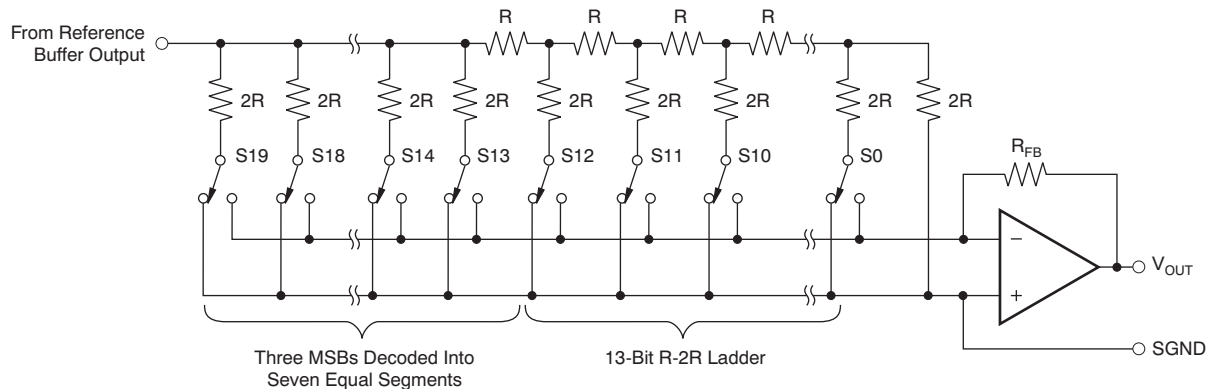 From Reference
Buffer Output
R R R R
2R 2R 2R 2R 2R 2R 2R 2R 2R
S19 S18 S14 S13 S12 S11 S10 S0
RFB
−
+
VOUT
SGND
Three MSBs Decoded Into
Seven Equal Segments
13-Bit R-2R Ladder